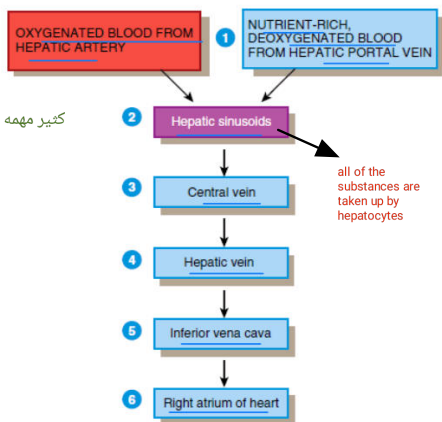 OXYGENATED BLOOD FROM
HEPATIC ARTERY
1
NUTRIENT-RICH,
DEOXYGENATED BLOOD
FROM HEPATIC PORTAL VEIN
كثير مهمه
2
Hepatic sinusoids
all of the
substances are
taken up by
hepatocytes
3
Central vein
4
Hepatic vein
5
Inferior vena cava
6
Right atrium of heart